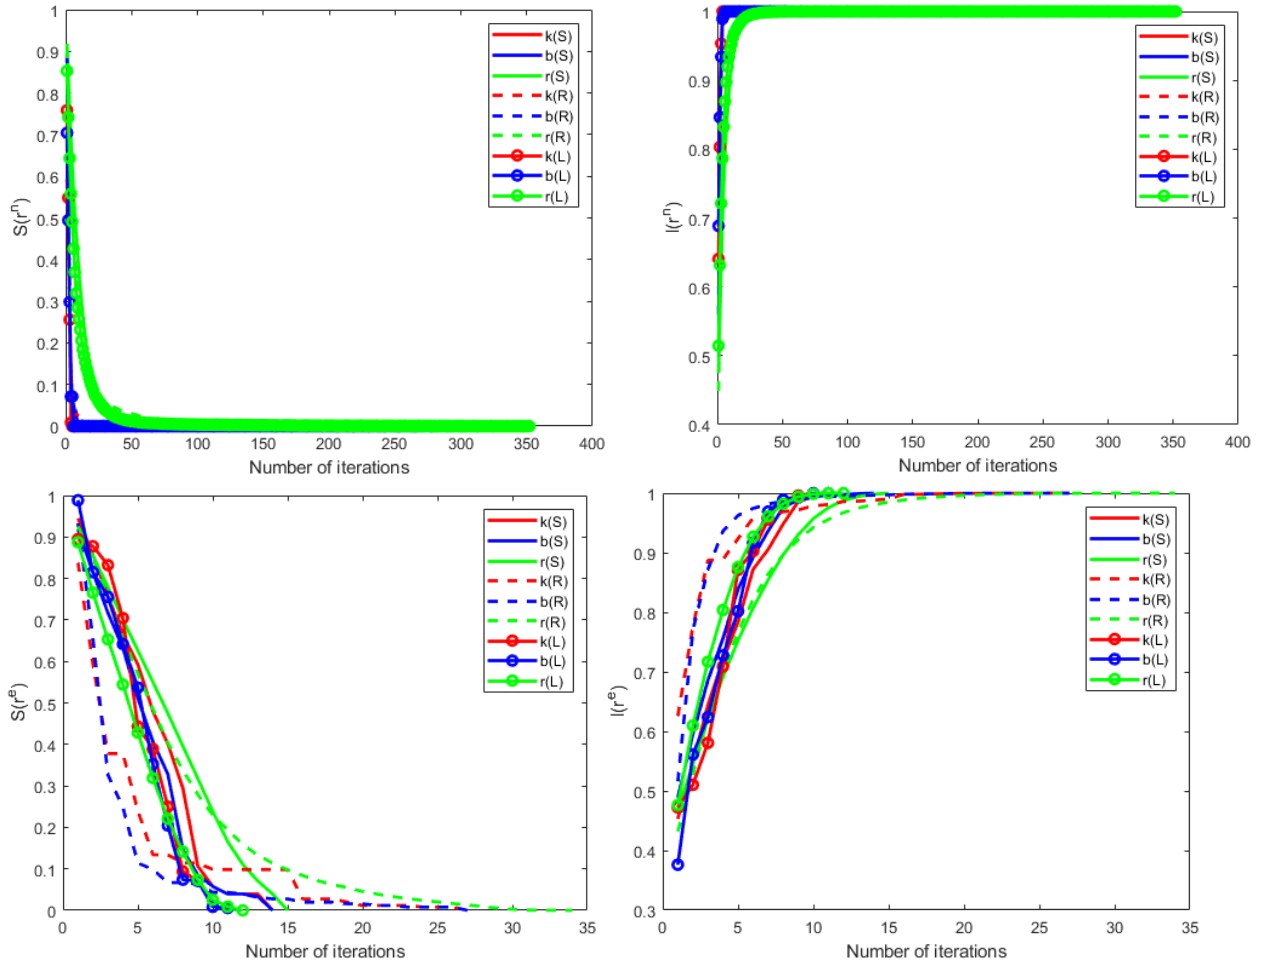 1
0.9
0.8
0.7
0.6
0.5
0.4
0.3
0.2
0.1
0
S(r^n)
0 50 100 150 200 250 300 350 400
Number of iterations
k(S)
b(S)
r(S)
k(R)
b(R)
r(R)
k(L)
b(L)
r(L)
1
0.9
0.8
0.7
0.6
0.5
0.4
I(r^n)
0 50 100 150 200 250 300 350 400
Number of iterations
k(S)
b(S)
r(S)
k(R)
b(R)
r(R)
k(L)
b(L)
r(L)
1
0.9
0.8
0.7
0.6
0.5
0.4
0.3
0.2
0.1
0
S(r^e)
0 5 10 15 20 25 30 35
Number of iterations
k(S)
b(S)
r(S)
k(R)
b(R)
r(R)
k(L)
b(L)
r(L)
1
0.9
0.8
0.7
0.6
0.5
0.4
0.3
I(r^e)
0 5 10 15 20 25 30 35
Number of iterations
k(S)
b(S)
r(S)
k(R)
b(R)
r(R)
k(L)
b(L)
r(L)